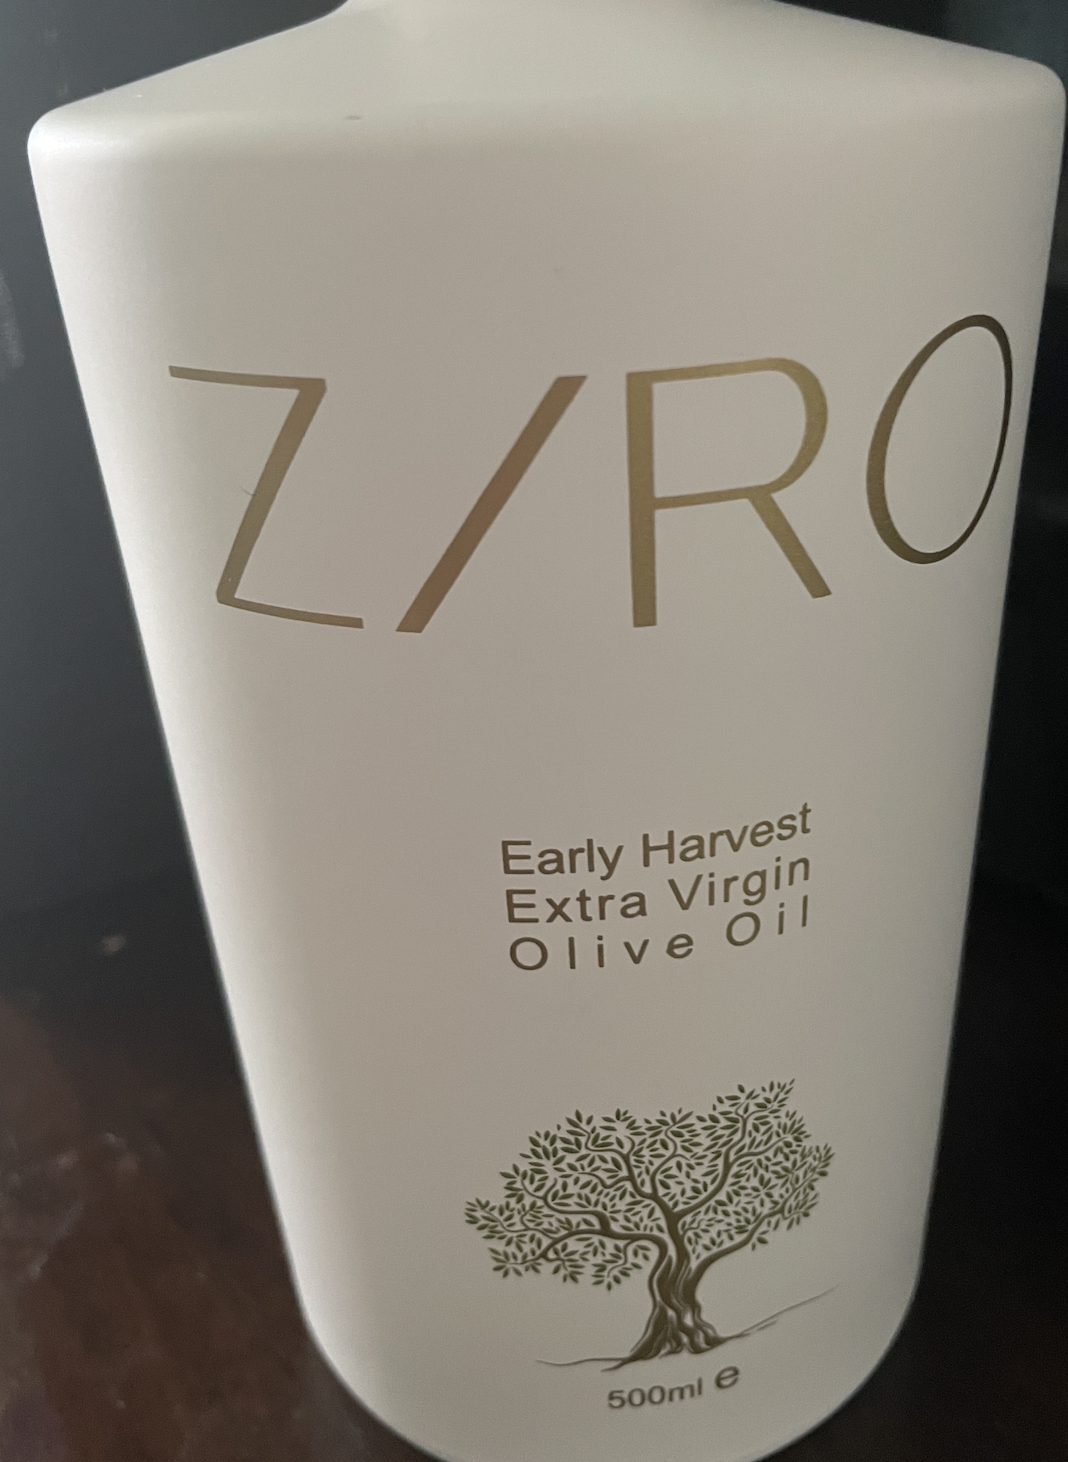 Z/RO
Early Harvest
Extra Virgin
Olive Oil
500ml e